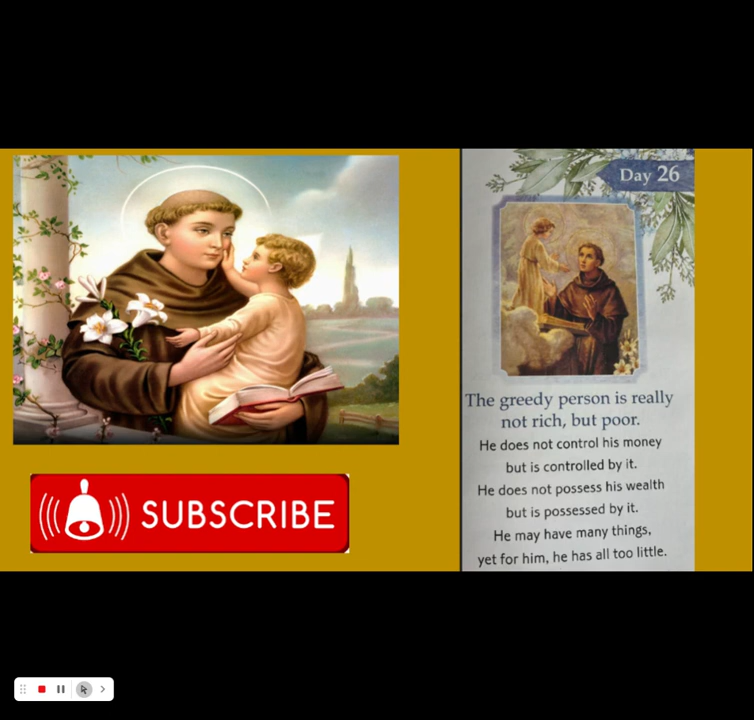 SUBSCRIBE
Day 26
The greedy person is really
not rich, but poor.
He does not control his money
but is controlled by it.
He does not possess his wealth
but is possessed by it.
He may have many things,
yet for him, he has all too little.